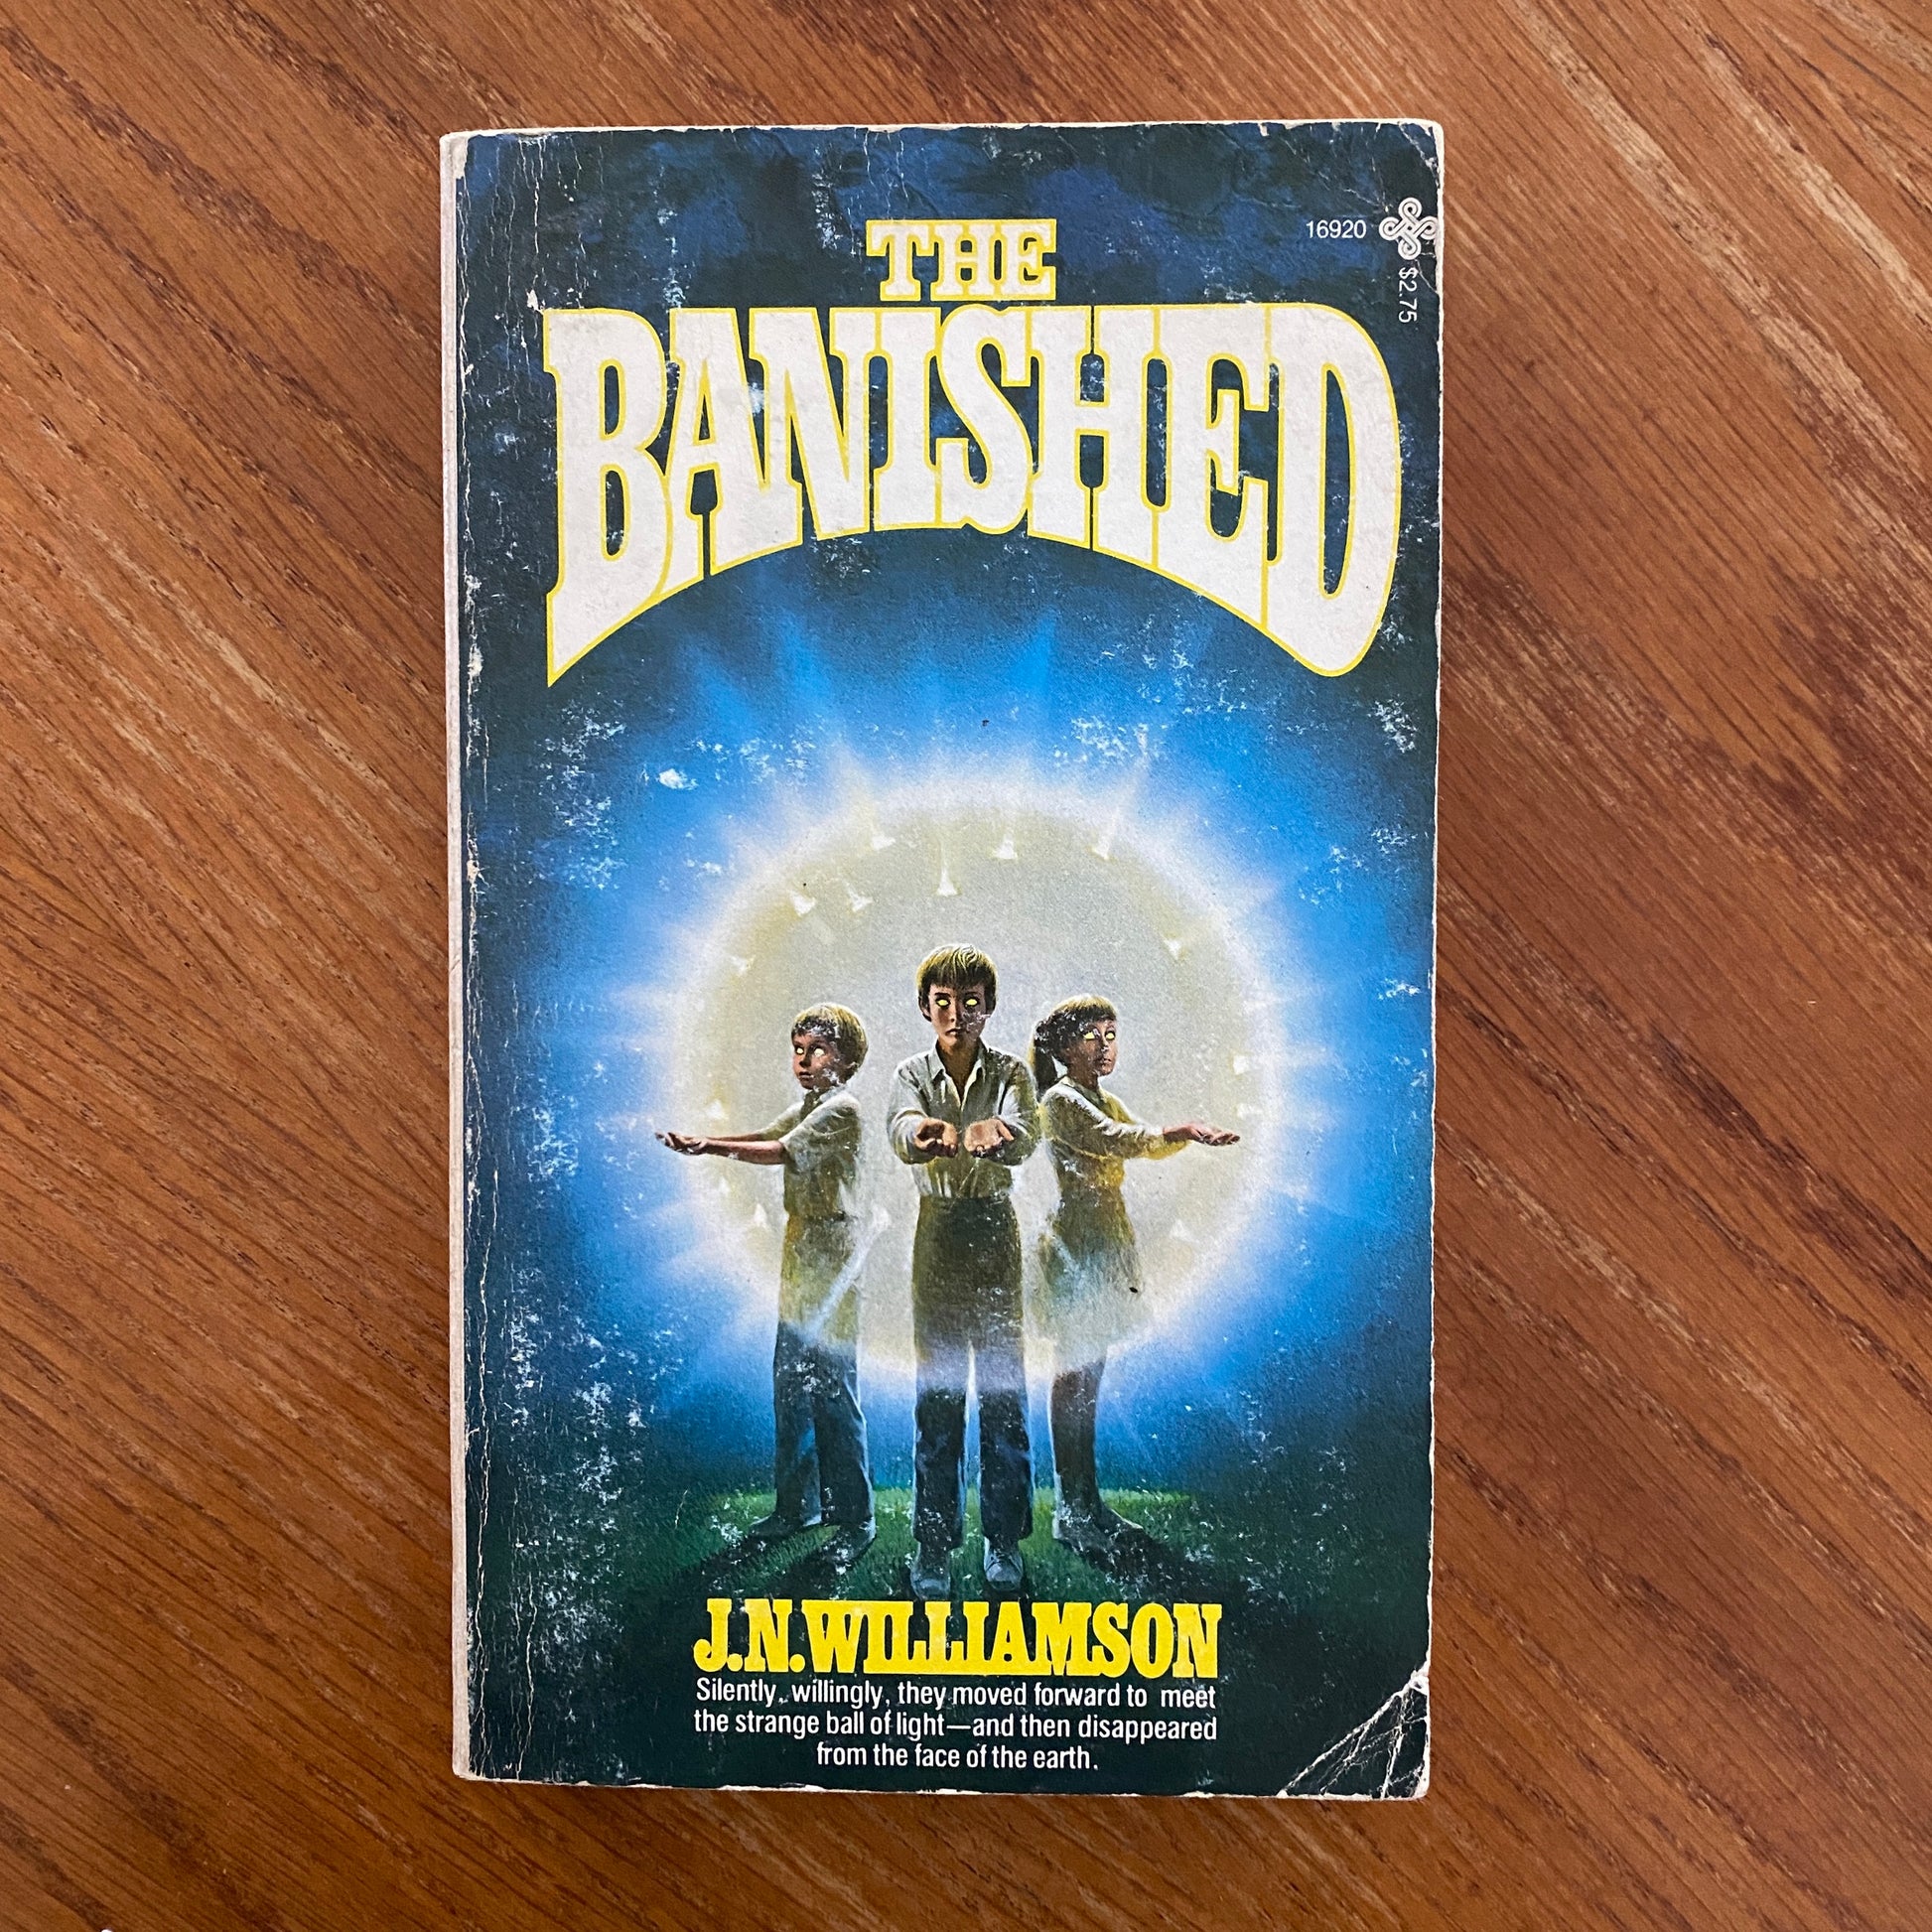 THE
BANISHED
16920
$2.75
J.N. WILLIAMSON
Silently, willingly, they moved forward to meet
the strange ball of light—and then disappeared
from the face of the earth.